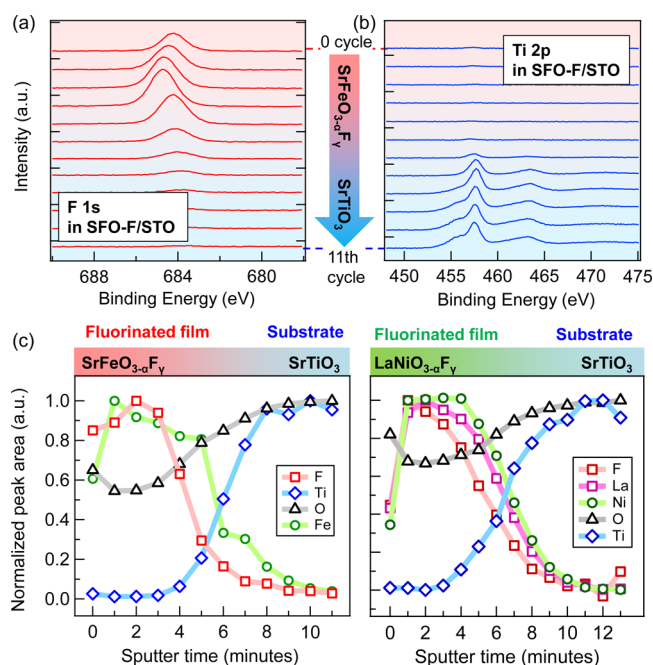 (a)
Intensity (a.u.)
F 1s
in SFO-F/STO
688
684
680
Binding Energy (eV)
0 cycle
SrFeO3-αFγ
SrTiO3
11th
cycle
(b)
Ti 2p
in SFO-F/STO
450
455
460
465
470
475
Binding Energy (eV)
(c)
Fluorinated film
Substrate
SrFeO3-αFγ
SrTiO3
Normalized peak area (a.u.)
1.0
0.8
0.6
0.4
0.2
0.0
F
Ti
O
Fe
0
2
4
6
8
10
Sputter time (minutes)
Fluorinated film
Substrate
LaNiO3-αFγ
SrTiO3
F
La
Ni
O
Ti
0
2
4
6
8
10
12
Sputter time (minutes)